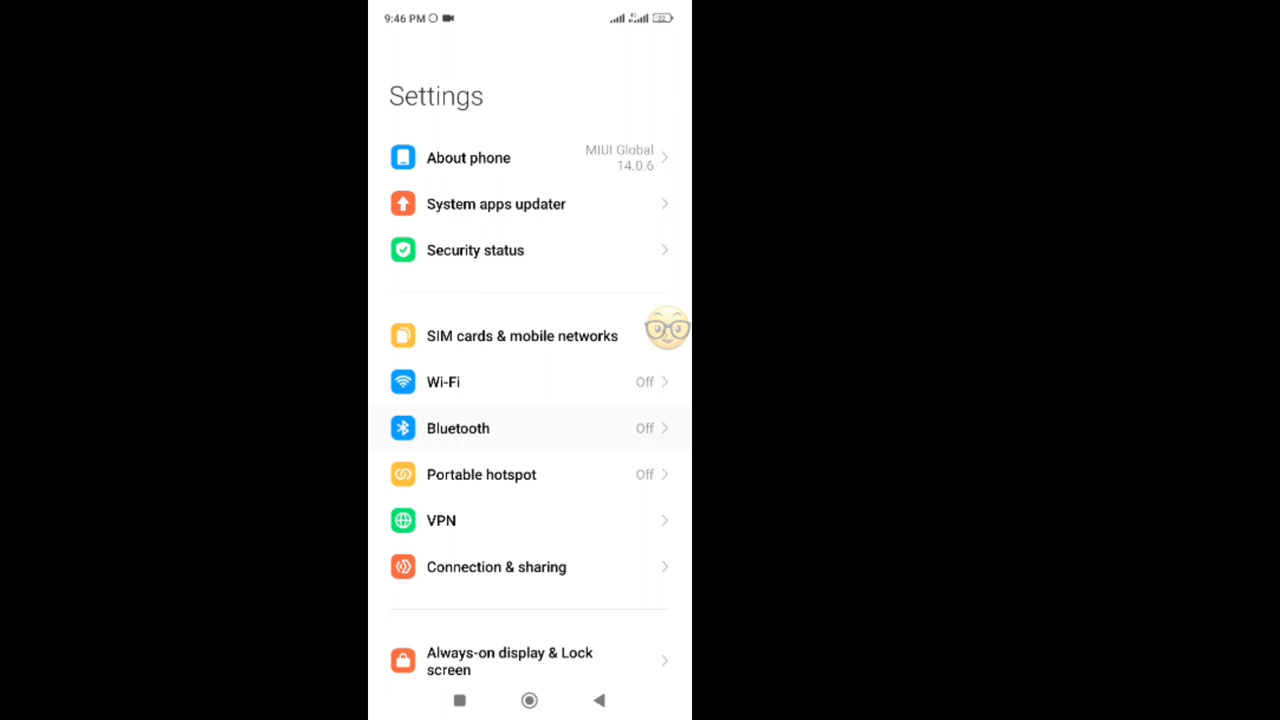 9:46 PM
22
Settings
About phone
MIUI Global
14.0.6
System apps updater
Security status
SIM cards & mobile networks
Wi-Fi
Off
Bluetooth
Off
Portable hotspot
Off
VPN
Connection & sharing
Always-on display & Lock
screen